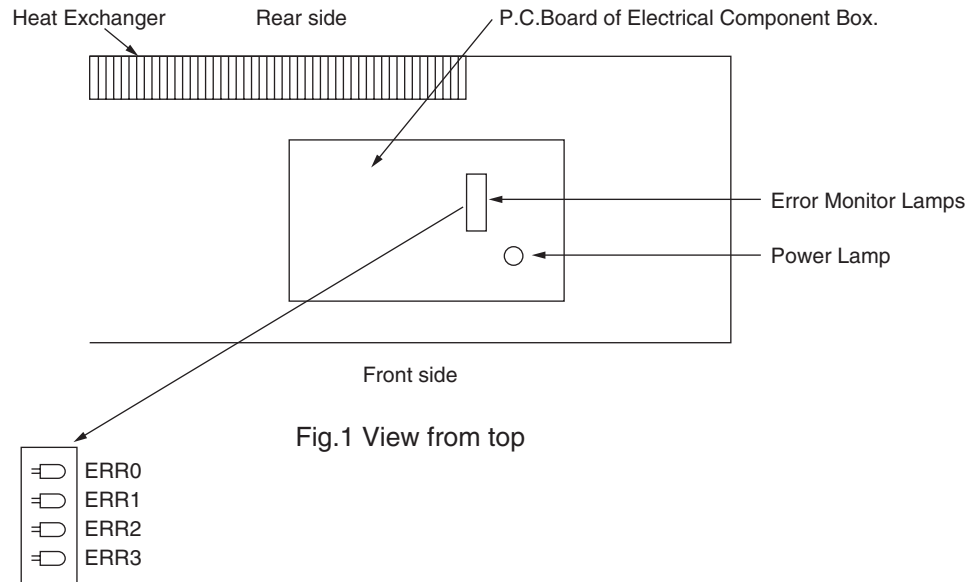 Heat Exchanger
Rear side
P.C.Board of Electrical Component Box.
Error Monitor Lamps
Power Lamp
Front side
Fig.1 View from top
ERR0
ERR1
ERR2
ERR3